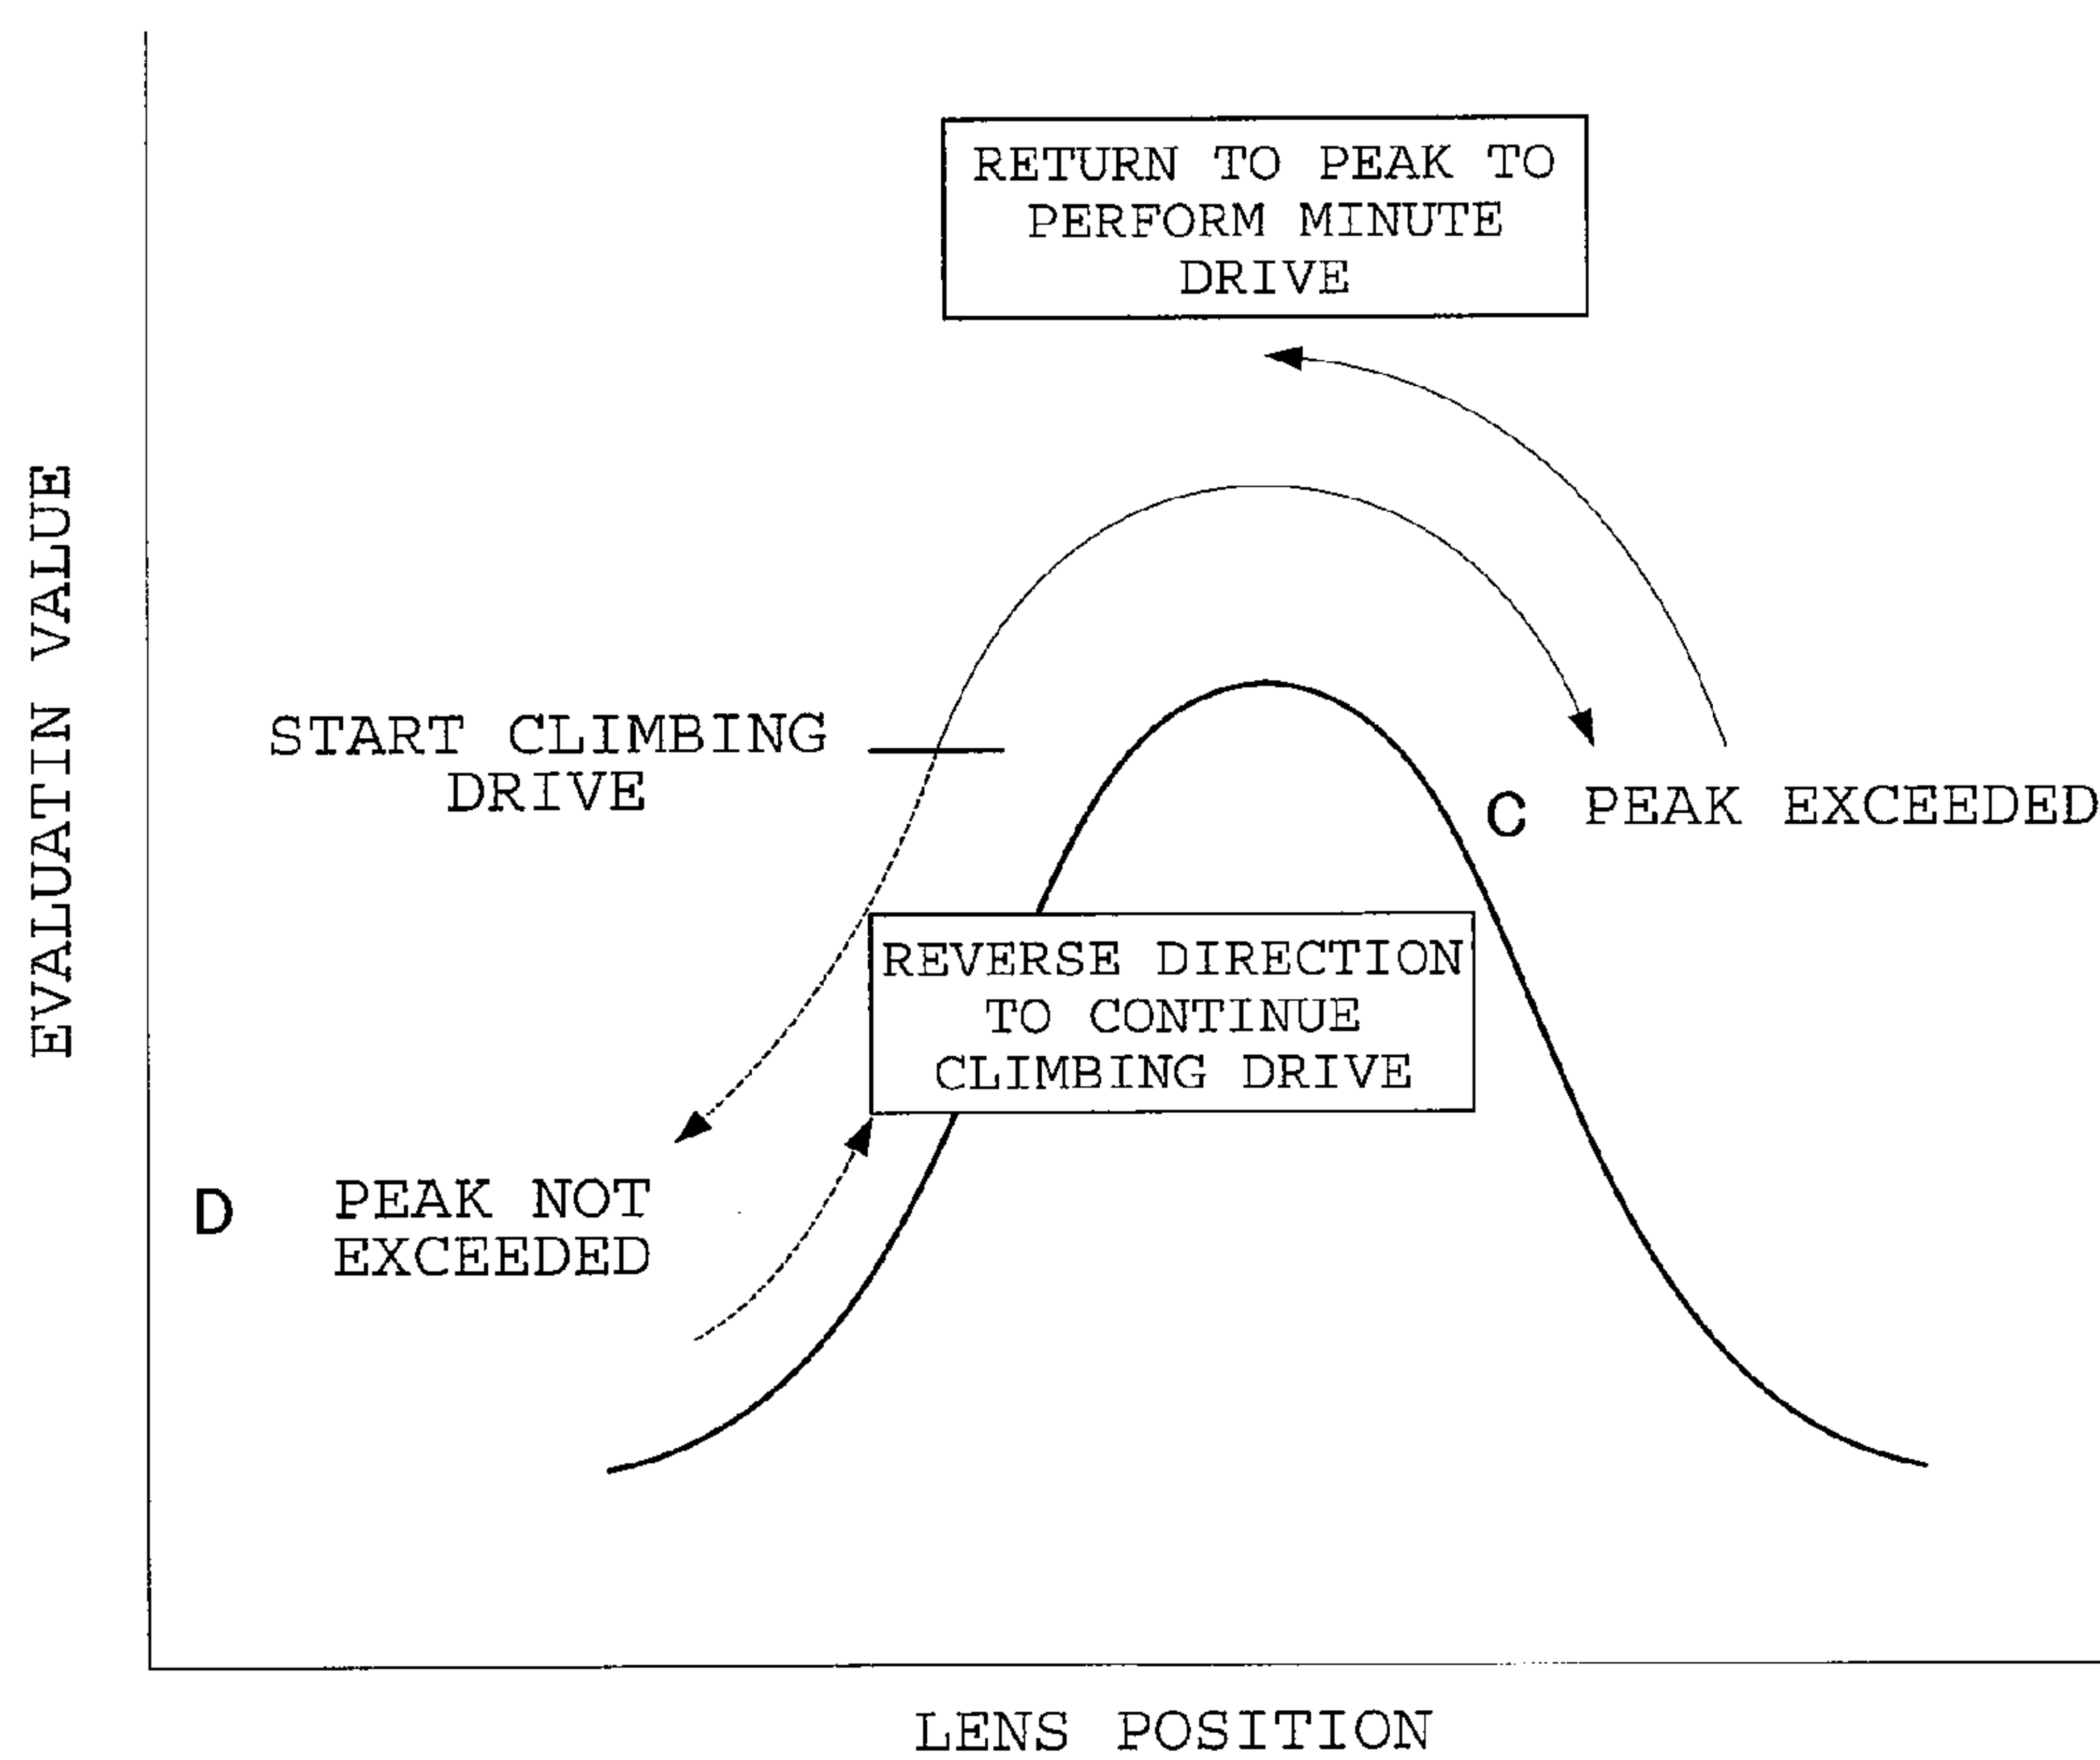 RETURN TO PEAK TO
PERFORM MINUTE
DRIVE
EVALUATIN VALUE
START CLIMBING
DRIVE
C PEAK EXCEEDED
REVERSE DIRECTION
TO CONTINUE
CLIMBING DRIVE
D PEAK NOT
EXCEEDED
LENS POSITION